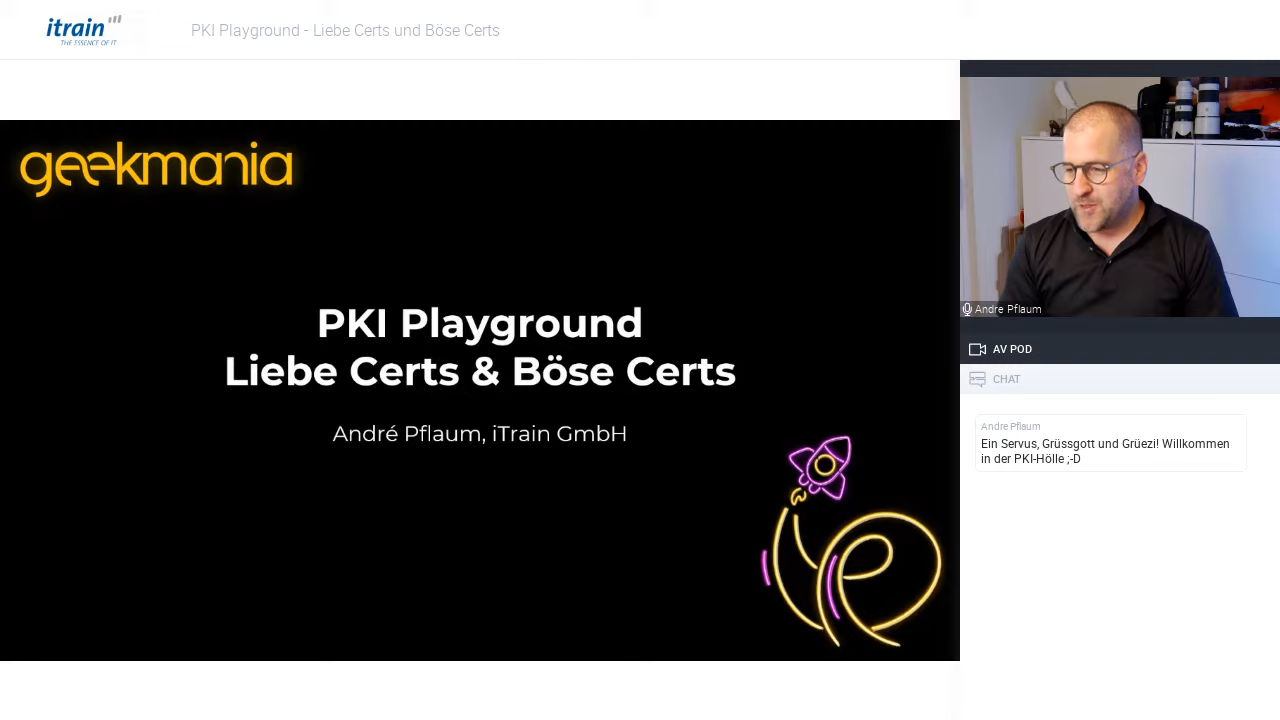 itrain
THE ESSENCE OF IT
PKI Playground - Liebe Certs und Böse Certs
geekmania
PKI Playground
Liebe Certs & Böse Certs
André Pflaum, iTrain GmbH
Andre Pflaum
AV POD
CHAT
Andre Pflaum
Ein Servus, Grüssgott und Grüezi! Willkommen
in der PKI-Hölle ;-D